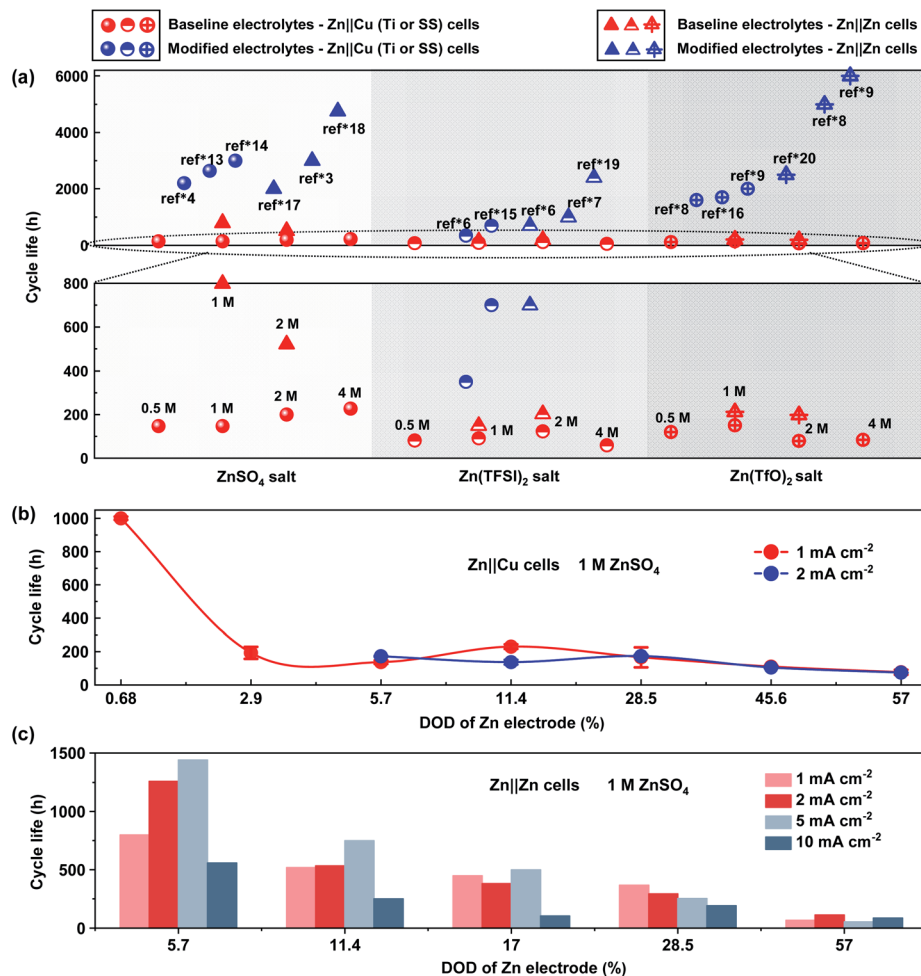 Baseline electrolytes - Zn||Cu (Ti or SS) cells
Modified electrolytes - Zn||Cu (Ti or SS) cells
Baseline electrolytes - Zn||Zn cells
Modified electrolytes - Zn||Zn cells
(a)
Cycle life (h)
6000
4000
2000
0
ref*4
ref*13
ref*14
ref*17
ref*3
ref*18
ref*6
ref*15
ref*6
ref*7
ref*19
ref*8
ref*16
ref*9
ref*20
ref*8
ref*9
800
600
400
200
0
1 M
2 M
0.5 M
1 M
2 M
4 M
0.5 M
1 M
2 M
4 M
0.5 M
1 M
2 M
4 M
ZnSO₄ salt
Zn(TFSI)₂ salt
Zn(TfO)₂ salt
(b)
Cycle life (h)
1000
800
600
400
200
0
Zn||Cu cells 1 M ZnSO₄
1 mA cm⁻²
2 mA cm⁻²
0.68 2.9 5.7 11.4 28.5 45.6 57
DOD of Zn electrode (%)
(c)
Cycle life (h)
1500
1000
500
0
Zn||Zn cells 1 M ZnSO₄
1 mA cm⁻²
2 mA cm⁻²
5 mA cm⁻²
10 mA cm⁻²
5.7 11.4 17 28.5 57
DOD of Zn electrode (%)